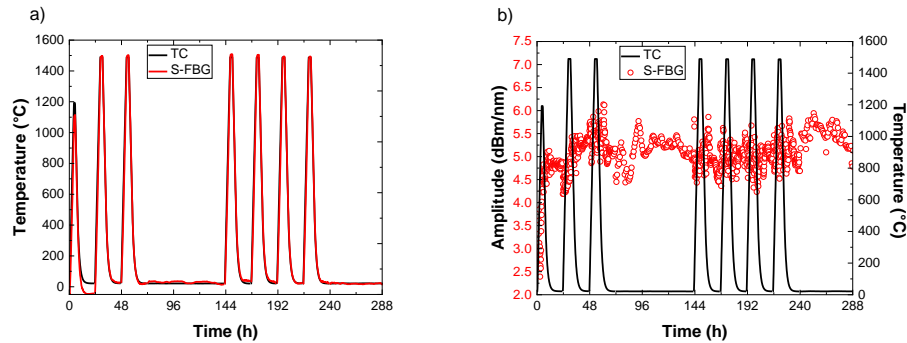 a)
Temperature (°C)
1600
1400
1200
1000
800
600
400
200
0
TC
S-FBG
0 48 96 144 192 240 288
Time (h)
b)
Amplitude (dBm/nm)
7.5
7.0
6.5
6.0
5.5
5.0
4.5
4.0
3.5
3.0
2.5
2.0
TC
S-FBG
1600
1400
1200
1000
800
600
400
200
0
Temperature (°C)
0 48 96 144 192 240 288
Time (h)